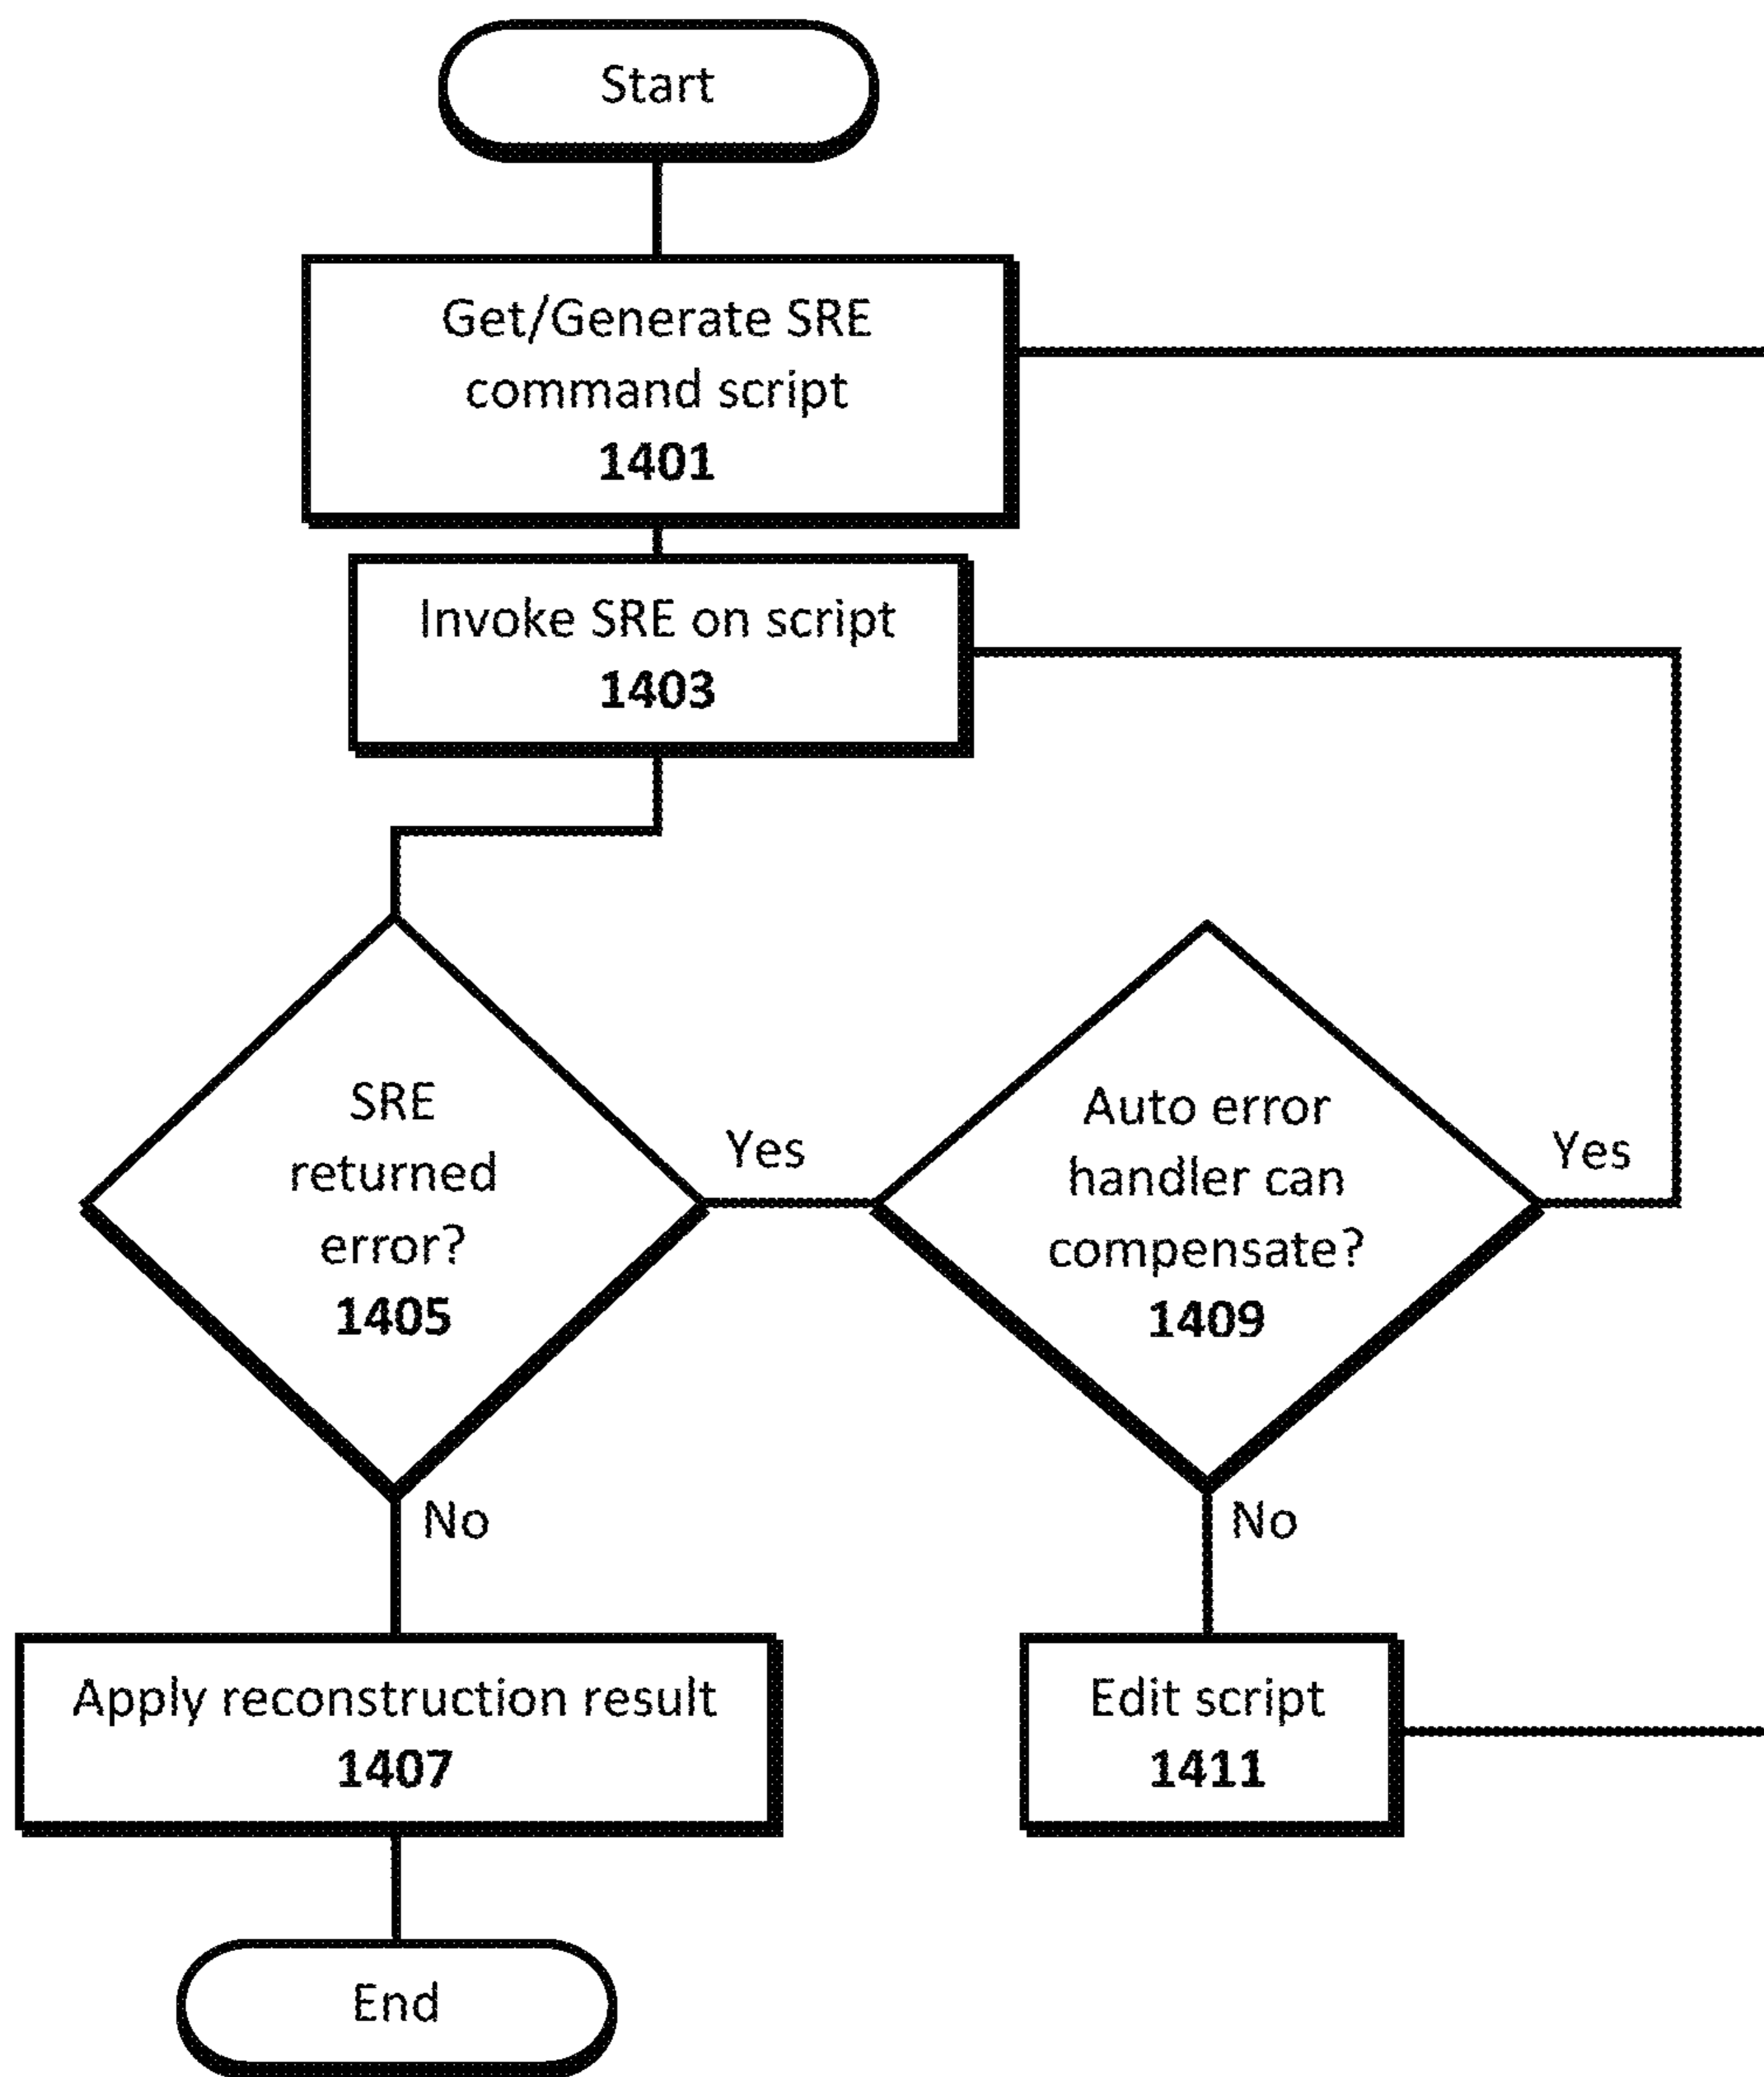 Start
Get/Generate SRE
command script
1401
Invoke SRE on script
1403
SRE
returned
error?
1405
Yes
Auto error
handler can
compensate?
1409
Yes
No
No
Apply reconstruction result
1407
Edit script
1411
End